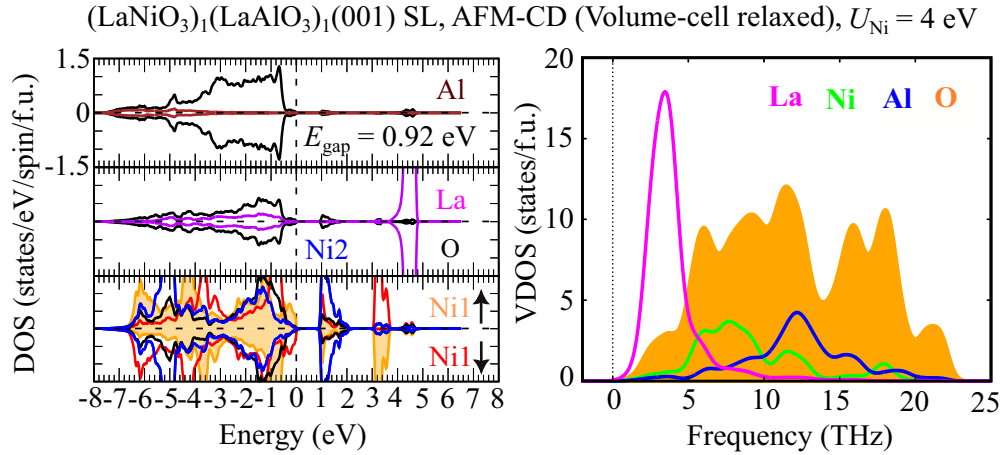 (LaNiO3)1(LaAlO3)1(001) SL, AFM-CD (Volume-cell relaxed), UNi = 4 eV
DOS (states/eV/spin/f.u.)
1.5
0
-1.5
Al
Egap = 0.92 eV
-1.5
La
Ni2
O
Ni1
Ni1
-8 -7 -6 -5 -4 -3 -2 -1 0 1 2 3 4 5 6 7 8
Energy (eV)
VDOS (states/f.u.)
20
15
10
5
0
La Ni Al O
0 5 10 15 20 25
Frequency (THz)